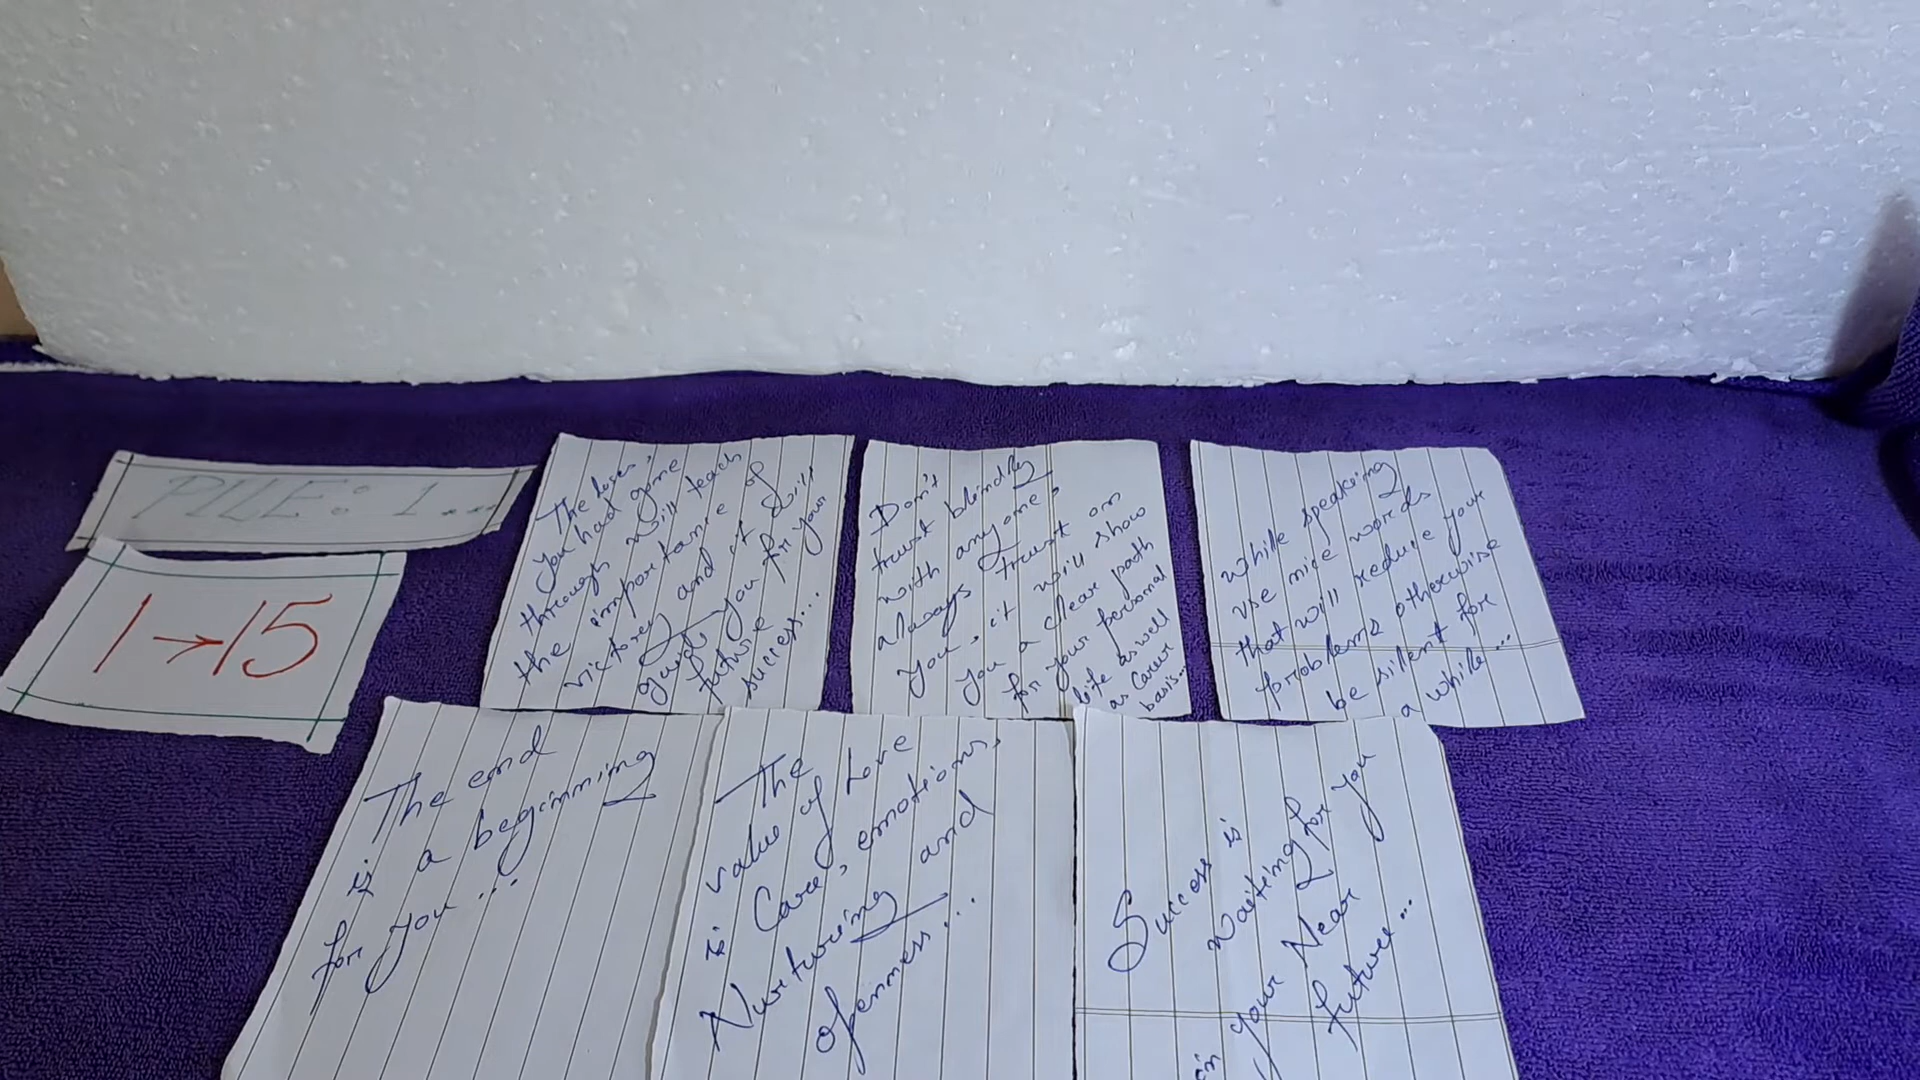 PILE: 1...
1→15
The loses,
you had gone
through will teach
the importance of
victory and it will
guide you for your
future
success...
Don't
trust blindly
with anyone,
always trust on
you, it will show
you a clear path
for your personal
life as well
as Career
basis...
While speaking
use nice words
that will reduce your
problems otherwise
be silent for
a while...
The end
is a beginning
for you...
The
value of Love
is Care, emotions,
Nurturing and
openness...
Success is
waiting for you
in your Near
future...